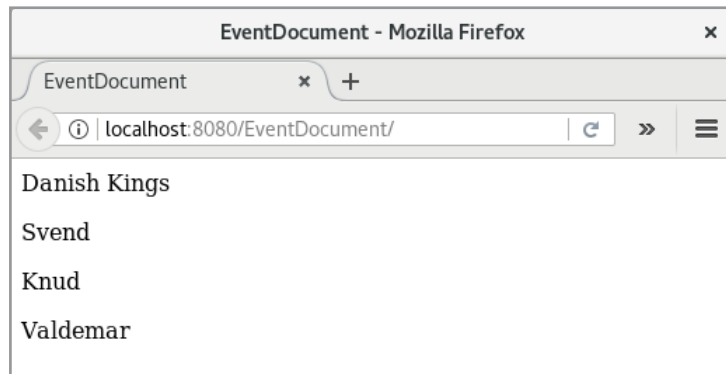 EventDocument - Mozilla Firefox
EventDocument
localhost:8080/EventDocument/
Danish Kings
Svend
Knud
Valdemar